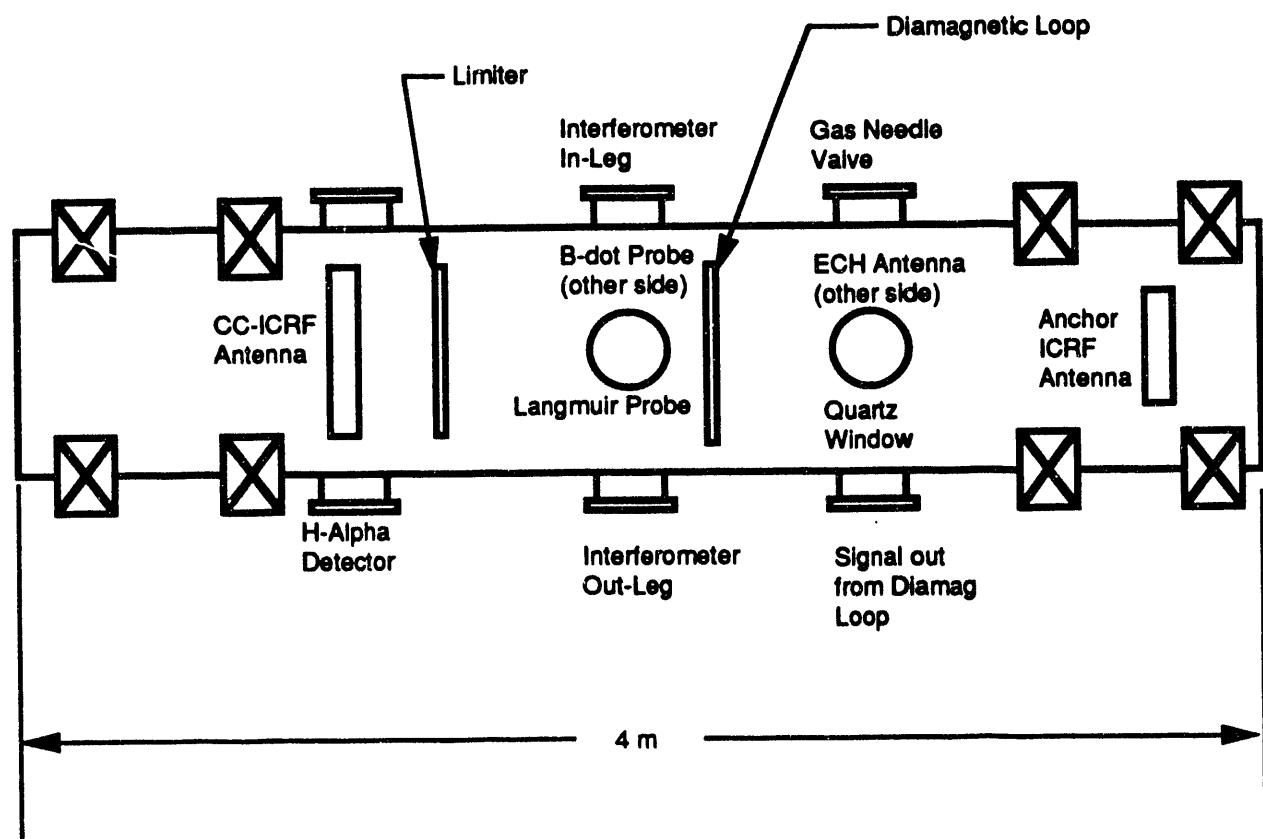 Diamagnetic Loop
Limiter
Interferometer
In-Leg
Gas Needle
Valve
B-dot Probe
(other side)
ECH Antenna
(other side)
CC-ICRF
Antenna
Anchor
ICRF
Antenna
Langmuir Probe
Quartz
Window
H-Alpha
Detector
Interferometer
Out-Leg
Signal out
from Diamag
Loop
4 m